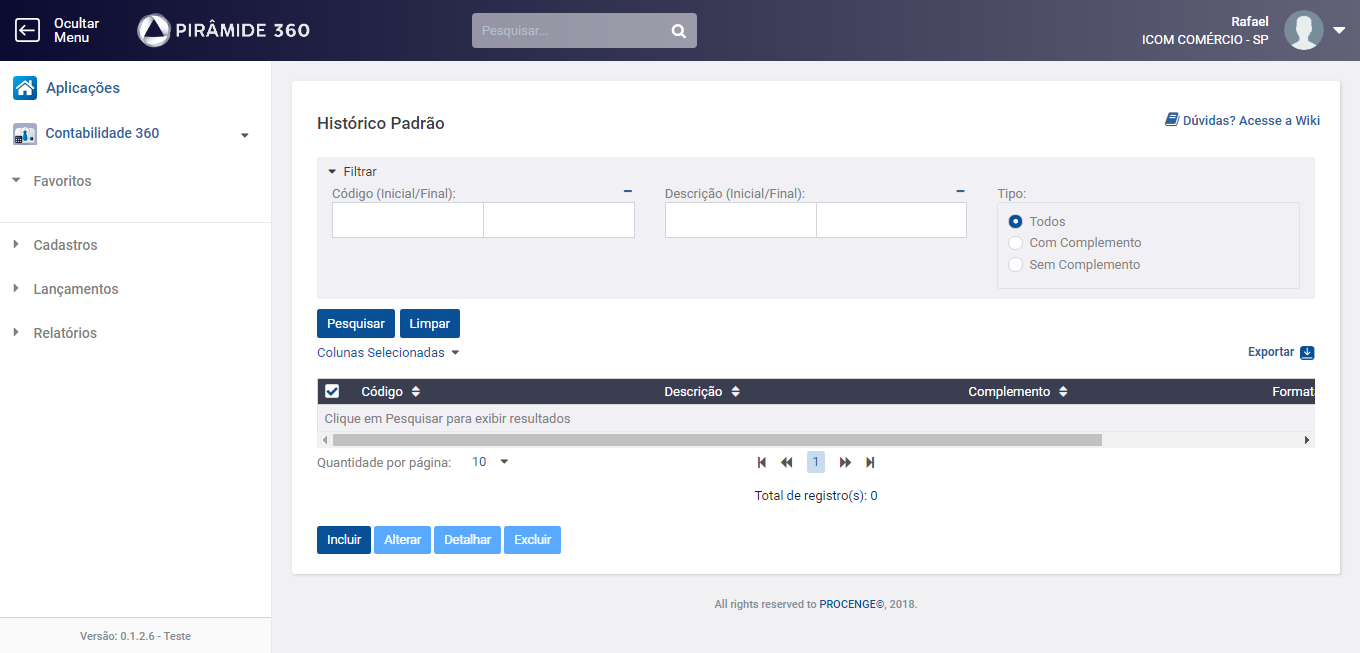 Ocultar
Menu
PIRÂMIDE 360
Pesquisar...
Rafael
ICOM COMÉRCIO - SP
Aplicações
Contabilidade 360
Favoritos
Cadastros
Lançamentos
Relatórios
Versão: 0.1.2.6 - Teste
Histórico Padrão
Dúvidas? Acesse a Wiki
Filtrar
Código (Inicial/Final):
Descrição (Inicial/Final):
Tipo:
Todos
Com Complemento
Sem Complemento
Pesquisar Limpar
Colunas Selecionadas
Exportar
Código Descrição Complemento Format
Clique em Pesquisar para exibir resultados
Quantidade por página: 10
1
Total de registro(s): 0
Incluir Alterar Detalhar Excluir
All rights reserved to PROCENGE©, 2018.